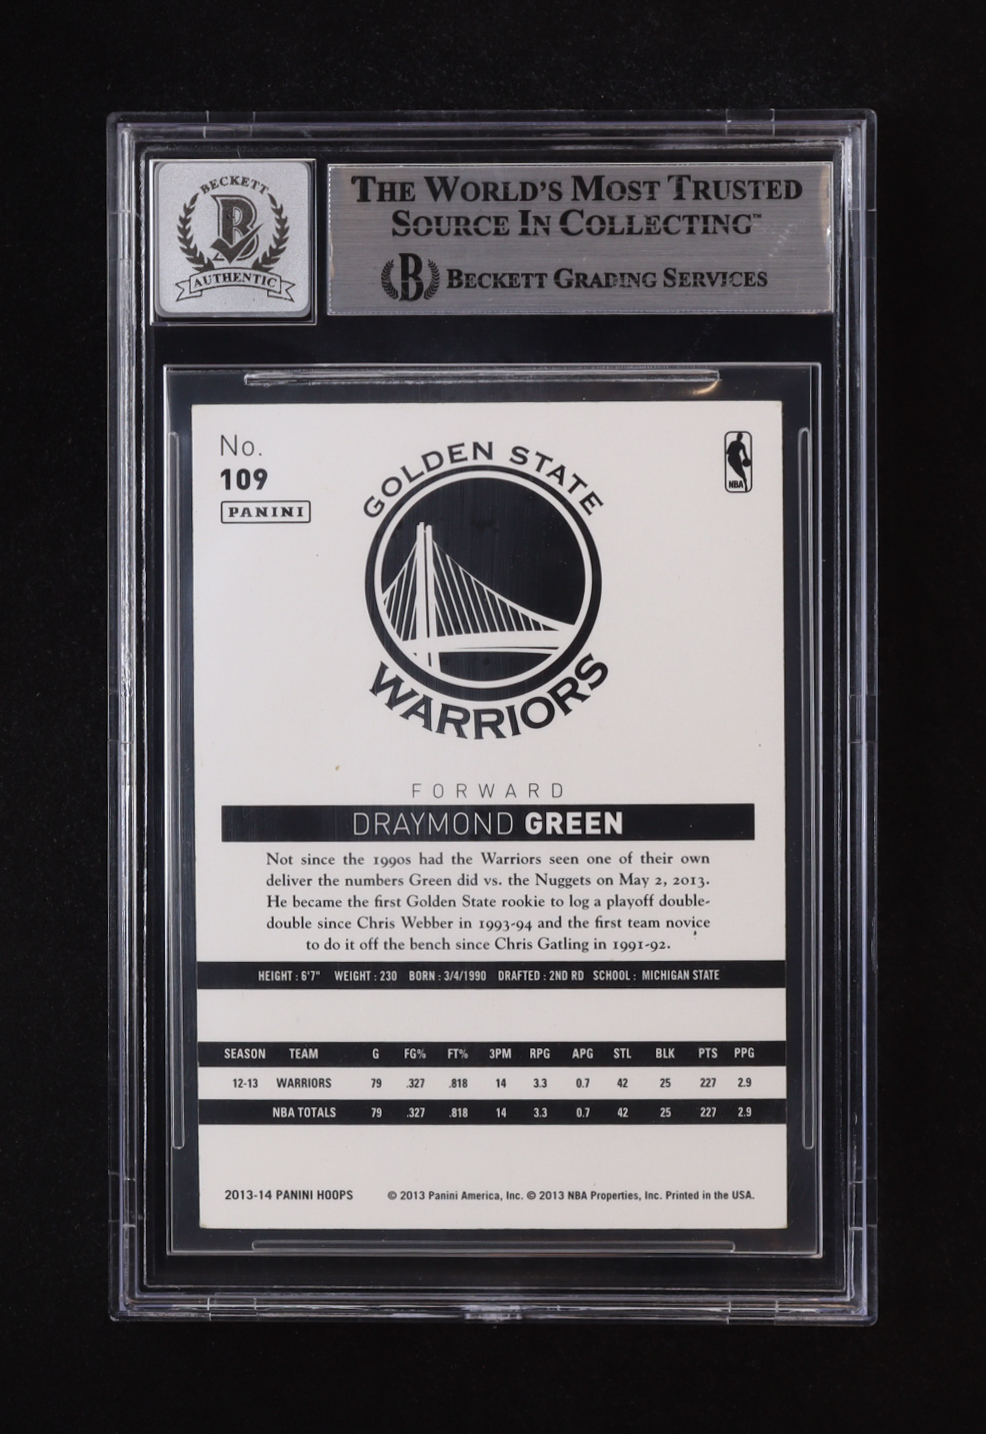 BECKETT
B
AUTHENTIC
THE WORLD'S MOST TRUSTED
SOURCE IN COLLECTING™
B BECKETT GRADING SERVICES
No.
109
PANINI
GOLDEN STATE
WARRIORS
NBA
FORWARD
DRAYMOND GREEN
Not since the 1990s had the Warriors seen one of their own
deliver the numbers Green did vs. the Nuggets on May 2, 2013.
He became the first Golden State rookie to log a playoff double-
double since Chris Webber in 1993-94 and the first team novice
to do it off the bench since Chris Gatling in 1991-92.
HEIGHT : 6'7" WEIGHT : 230 BORN : 3/4/1990 DRAFTED : 2ND RD SCHOOL : MICHIGAN STATE
SEASON TEAM G FG% FT% 3PM RPG APG STL BLK PTS PPG
12-13 WARRIORS 79 .327 .818 14 3.3 0.7 42 25 227 2.9
NBA TOTALS 79 .327 .818 14 3.3 0.7 42 25 227 2.9
2013-14 PANINI HOOPS © 2013 Panini America, Inc. © 2013 NBA Properties, Inc. Printed in the USA.